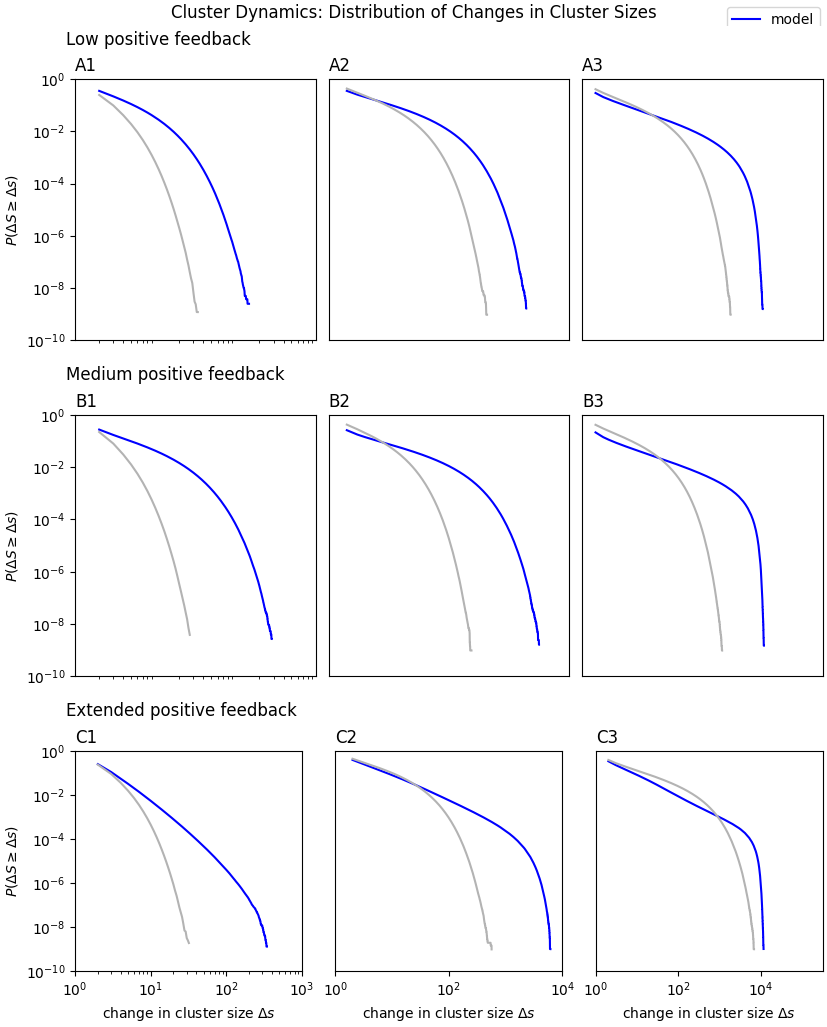 Cluster Dynamics: Distribution of Changes in Cluster Sizes
model
Low positive feedback
A1 A2 A3
10^0
10^-2
10^-4
10^-6
10^-8
10^-10
P(ΔS ≥ Δs)
Medium positive feedback
B1 B2 B3
10^0
10^-2
10^-4
10^-6
10^-8
10^-10
P(ΔS ≥ Δs)
Extended positive feedback
C1 C2 C3
10^0
10^-2
10^-4
10^-6
10^-8
10^-10
P(ΔS ≥ Δs)
10^0 10^1 10^2 10^3 10^0 10^2 10^4 10^0 10^2 10^4
change in cluster size Δs change in cluster size Δs change in cluster size Δs